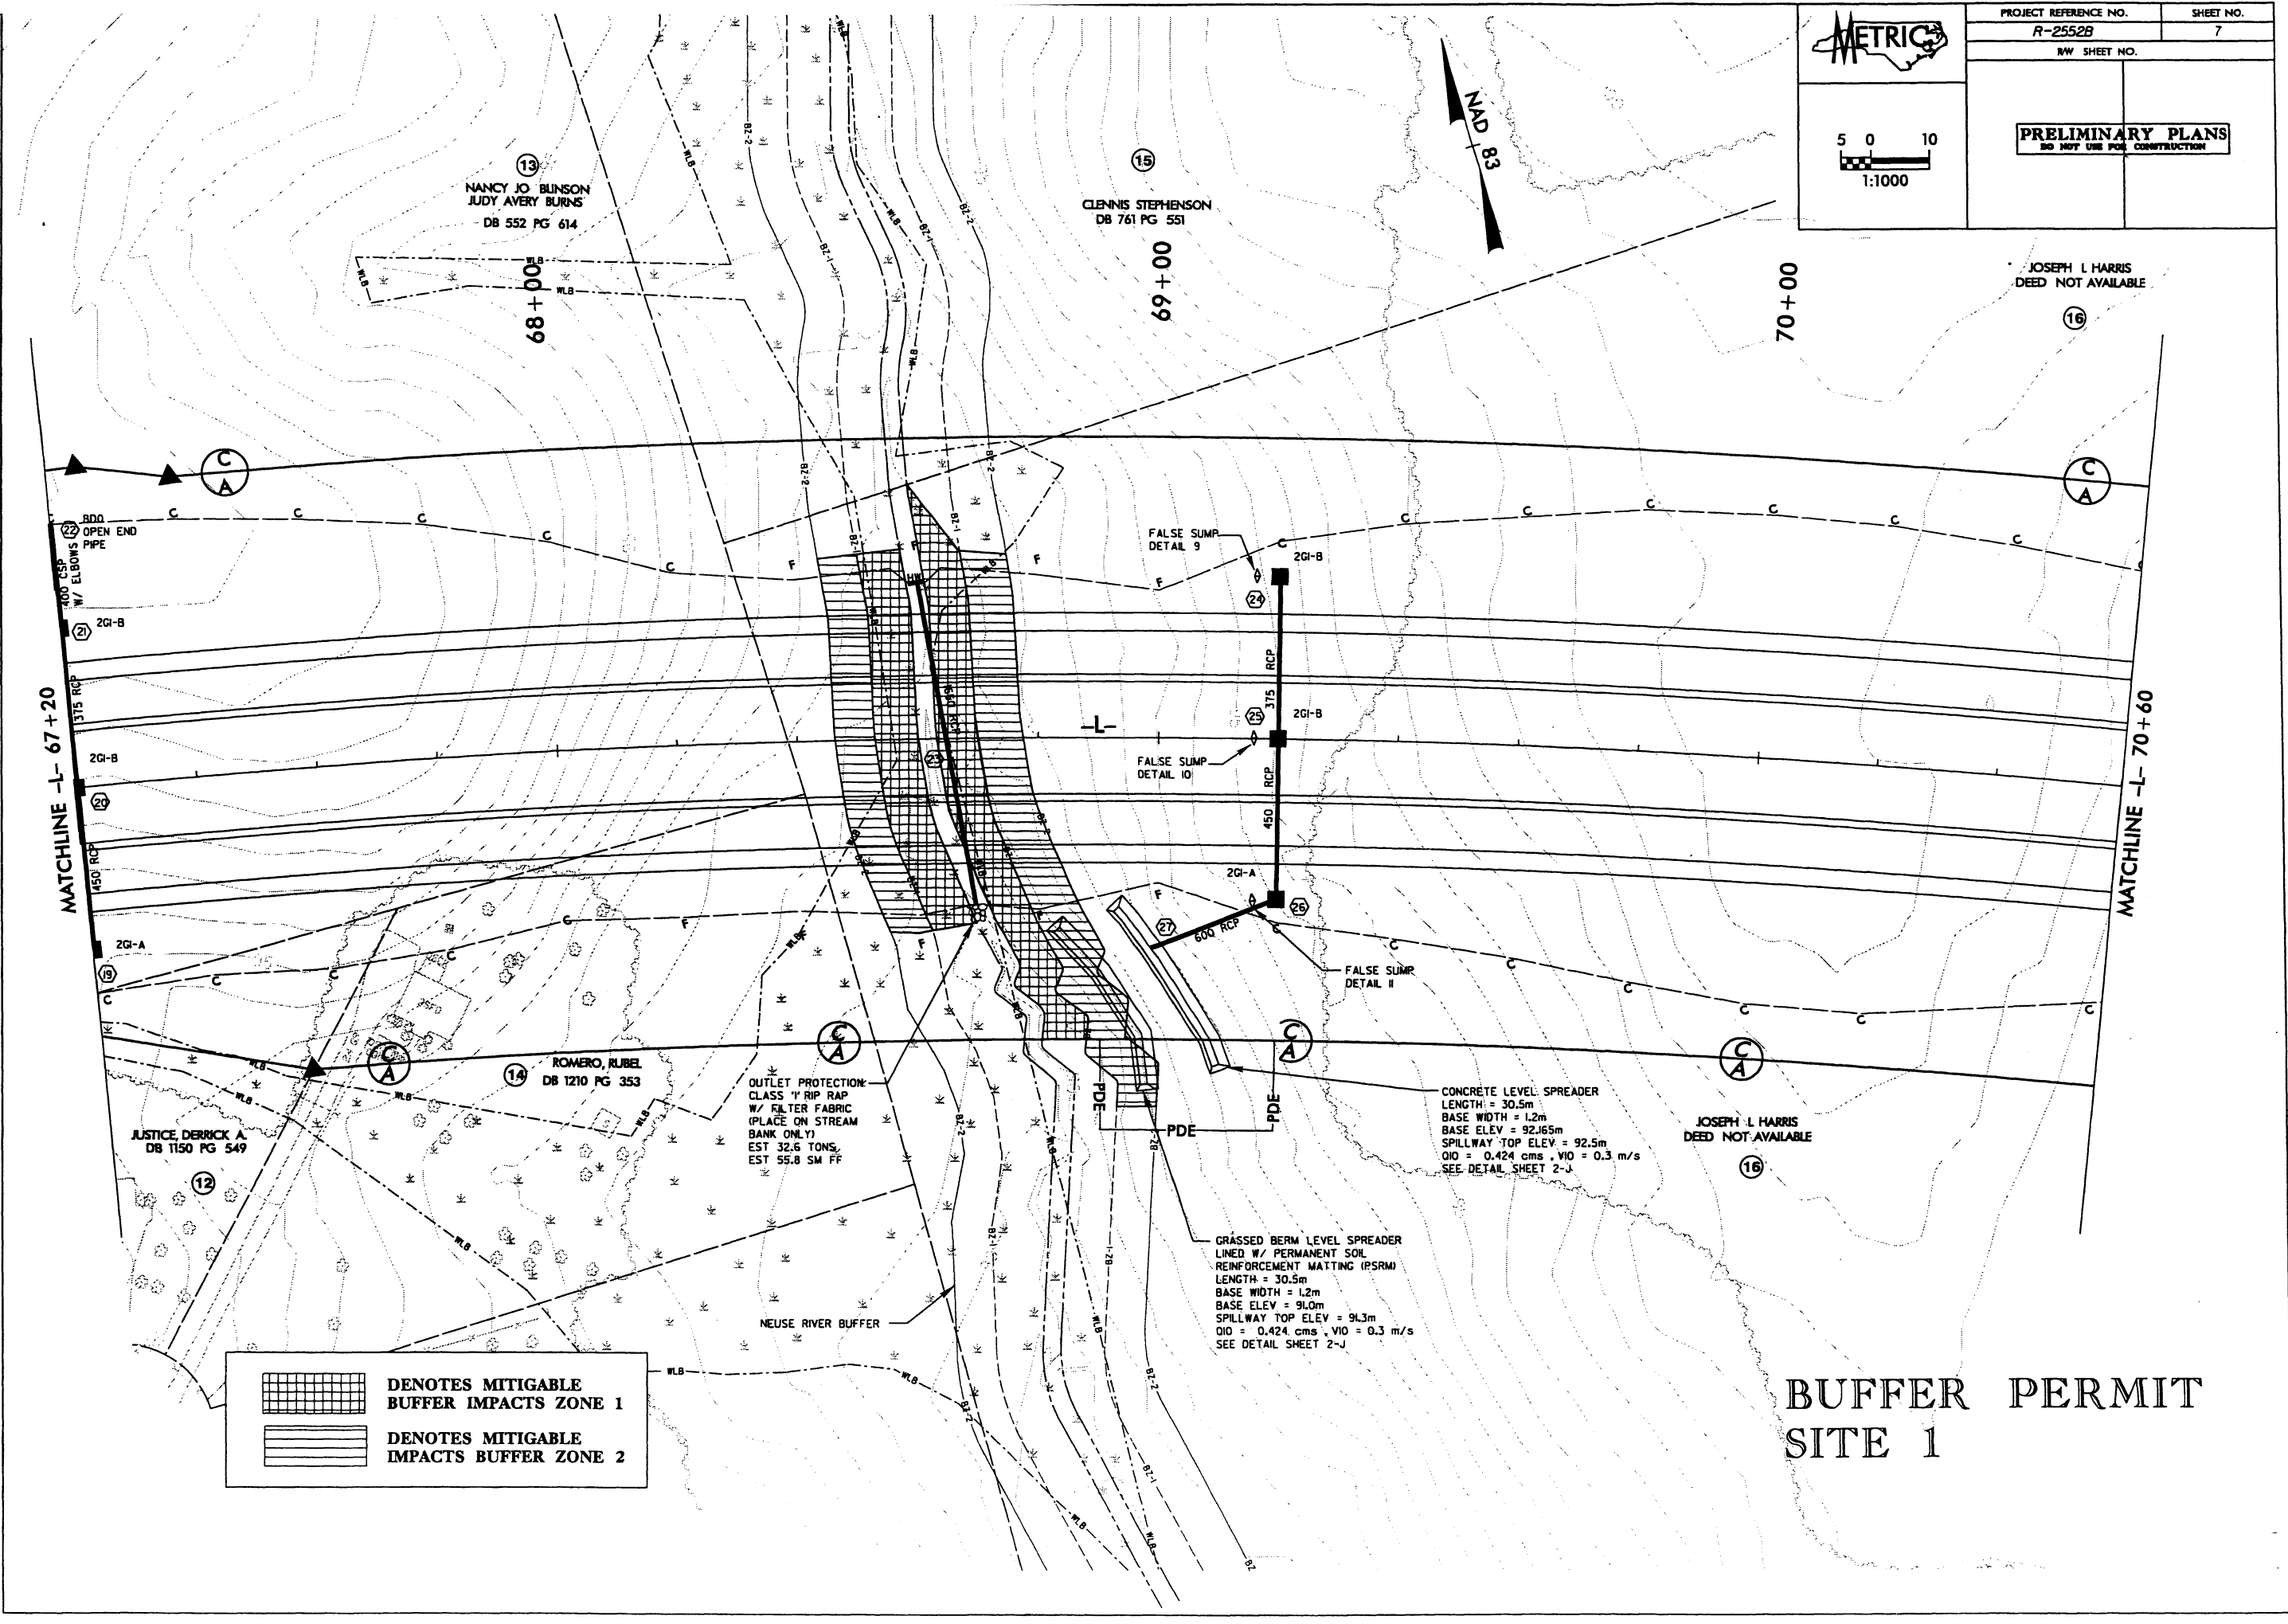 METRIC
PROJECT REFERENCE NO.
SHEET NO.
R-2552B
7
R/W SHEET NO.
5 0 10
1:1000
PRELIMINARY PLANS
DO NOT USE FOR CONSTRUCTION
NAD 83
13
NANCY JO BLINSON
JUDY AVERY BURNS
DB 552 PG 614
15
CLENNIS STEPHENSON
DB 761 PG 551
JOSEPH L HARRIS
DEED NOT AVAILABLE
16
68+00
69+00
70+00
C
A
C
A
22
BDO
OPEN END
PIPE
400 CSP
W/ ELBOWS
21
2GI-B
375 RCP
2GI-B
20
450 RCP
2GI-A
19
MATCHLINE -L- 67+20
FALSE SUMP
DETAIL 9
2GI-B
24
375 RCP
25
2GI-B
-L-
FALSE SUMP
DETAIL 10
450 RCP
2GI-A
26
27
600 RCP
FALSE SUMP
DETAIL 11
23
HW
1650 RCP
MATCHLINE -L- 70+60
C
A
C
A
C
A
C
A
14
ROMERO, RUBEL
DB 1210 PG 353
JUSTICE, DERRICK A.
DB 1150 PG 549
12
OUTLET PROTECTION
CLASS 'I' RIP RAP
W/ FILTER FABRIC
(PLACE ON STREAM
BANK ONLY)
EST 32.6 TONS
EST 55.8 SM FF
PDE
PDE
PDE
CONCRETE LEVEL SPREADER
LENGTH = 30.5m
BASE WIDTH = 1.2m
BASE ELEV = 92.165m
SPILLWAY TOP ELEV = 92.5m
Q10 = 0.424 cms , V10 = 0.3 m/s
SEE DETAIL SHEET 2-J
JOSEPH L HARRIS
DEED NOT AVAILABLE
16
GRASSED BERM LEVEL SPREADER
LINED W/ PERMANENT SOIL
REINFORCEMENT MATTING (PSRM)
LENGTH = 30.5m
BASE WIDTH = 1.2m
BASE ELEV = 91.0m
SPILLWAY TOP ELEV = 91.3m
Q10 = 0.424 cms , V10 = 0.3 m/s
SEE DETAIL SHEET 2-J
NEUSE RIVER BUFFER
DENOTES MITIGABLE
BUFFER IMPACTS ZONE 1
DENOTES MITIGABLE
IMPACTS BUFFER ZONE 2
BUFFER PERMIT
SITE 1